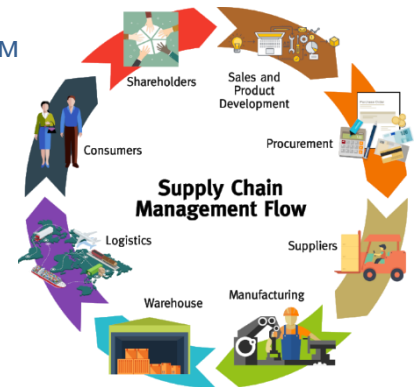 M
Shareholders
Sales and
Product
Development
Consumers
Procurement
Supply Chain
Management Flow
Logistics
Suppliers
Warehouse
Manufacturing